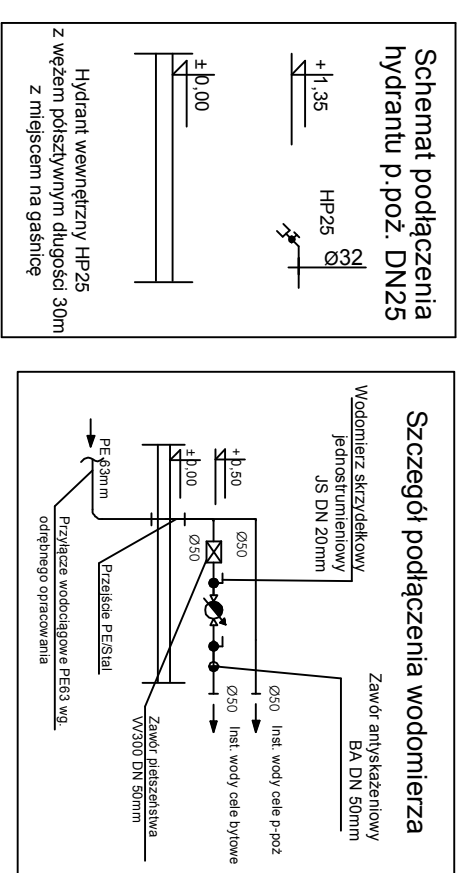 Schemat podłączenia
hydrantu p.poż. DN25
+ 1,35
HP25
Ø32
± 0,00
Hydrant wewnętrzny HP25
z wężem półsztywnym długości 30m
z miejscem na gaśnicę
Szczegół podłączenia wodomierza
Wodomierz skrzydełkowy
jednostrumieniowy
JS DN 20mm
Zawór antyskażeniowy
BA DN 50mm
+ 0,50
± 0,00
Ø50
Ø50
Ø50 Inst. wody cele p-poż
Ø50 Inst. wody cele bytowe
PE 63mm
Przejście PE/Stal
Zawór pietszeństwa
VV300 DN 50mm
Przyłącze wodociągowe PE63 wg.
odrębnego opracowania